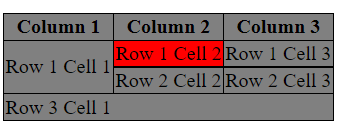 Column 1 Column 2 Column 3
Row 1 Cell 1 Row 1 Cell 2 Row 1 Cell 3
Row 2 Cell 2 Row 2 Cell 3
Row 3 Cell 1